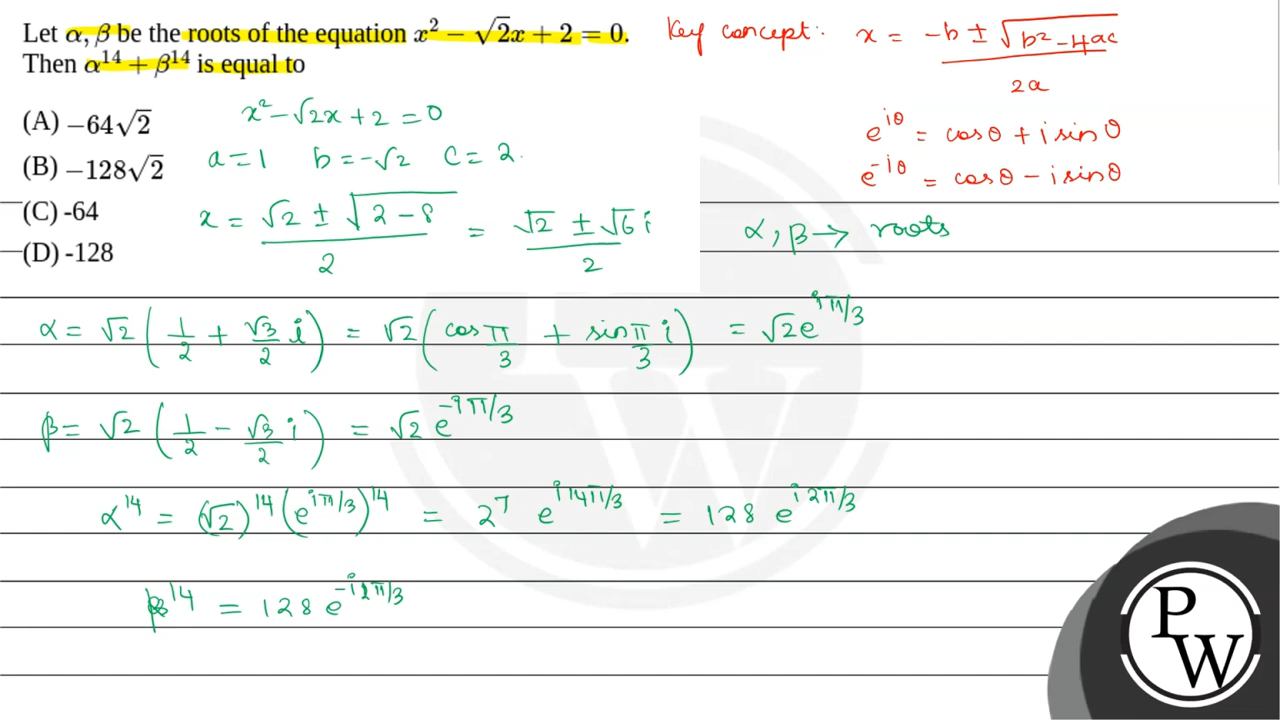 Let α, β be the roots of the equation x² − √2x + 2 = 0.
Then α¹⁴ + β¹⁴ is equal to
(A) −64√2
(B) −128√2
(C) -64
(D) -128
Key concept: x = (-b ± √(b² − 4ac)) / 2a
e^{iθ} = cosθ + i sinθ
e^{-iθ} = cosθ − i sinθ
x² − √2x + 2 = 0
a = 1 b = −√2 c = 2.
x = (√2 ± √(2 − 8)) / 2 = (√2 ± √6 i) / 2
α, β → roots
α = √2 (1/2 + √3/2 i) = √2 (cos π/3 + sin π/3 i) = √2 e^{iπ/3}
β = √2 (1/2 − √3/2 i) = √2 e^{-iπ/3}
α¹⁴ = (√2)¹⁴ (e^{iπ/3})¹⁴ = 2⁷ e^{i14π/3} = 128 e^{i2π/3}
β¹⁴ = 128 e^{-i2π/3}
P
W